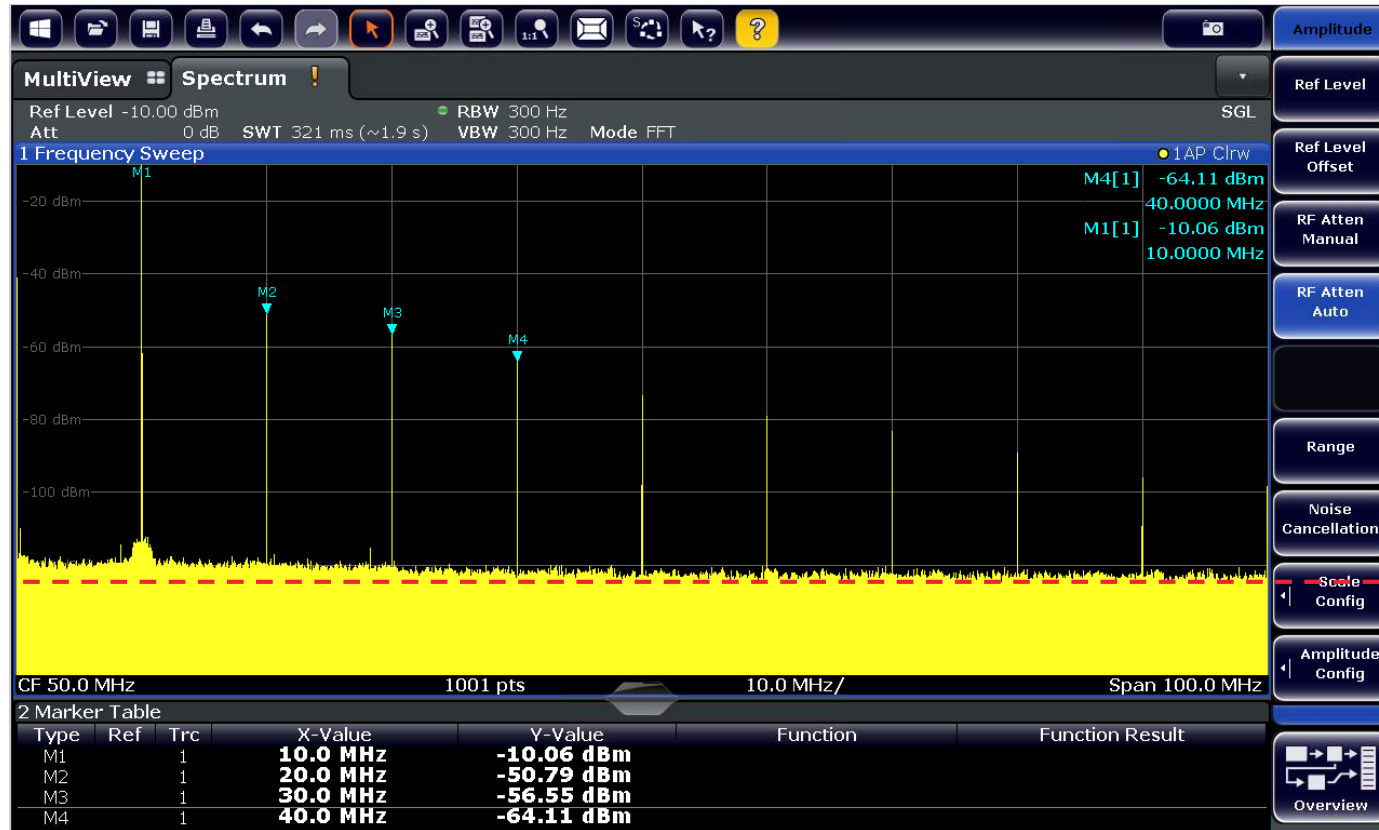 1:1
S
?
?
Amplitude
MultiView Spectrum !
Ref Level -10.00 dBm RBW 300 Hz SGL
Att 0 dB SWT 321 ms (~1.9 s) VBW 300 Hz Mode FFT
1 Frequency Sweep 1AP Clrw
M1
M4[1] -64.11 dBm
40.0000 MHz
M1[1] -10.06 dBm
10.0000 MHz
-20 dBm
-40 dBm
M2
M3
M4
-60 dBm
-80 dBm
-100 dBm
CF 50.0 MHz 1001 pts 10.0 MHz/ Span 100.0 MHz
2 Marker Table
Type Ref Trc X-Value Y-Value Function Function Result
M1 1 10.0 MHz -10.06 dBm
M2 1 20.0 MHz -50.79 dBm
M3 1 30.0 MHz -56.55 dBm
M4 1 40.0 MHz -64.11 dBm
Ref Level
Ref Level
Offset
RF Atten
Manual
RF Atten
Auto
Range
Noise
Cancellation
Scale
Config
Amplitude
Config
Overview